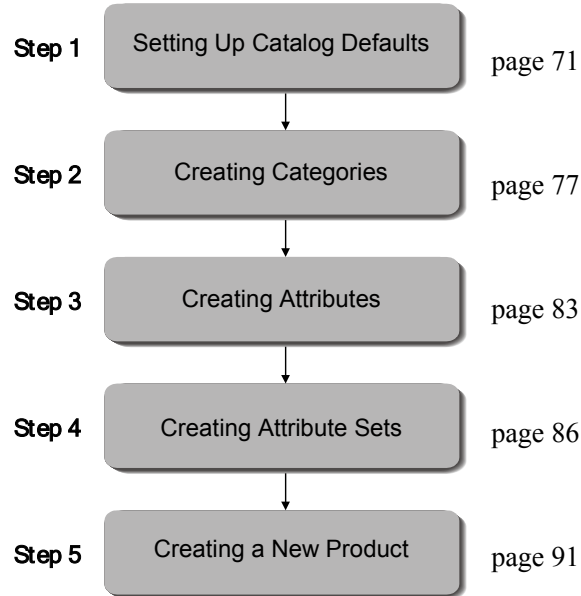 Step 1 Setting Up Catalog Defaults page 71
Step 2 Creating Categories page 77
Step 3 Creating Attributes page 83
Step 4 Creating Attribute Sets page 86
Step 5 Creating a New Product page 91